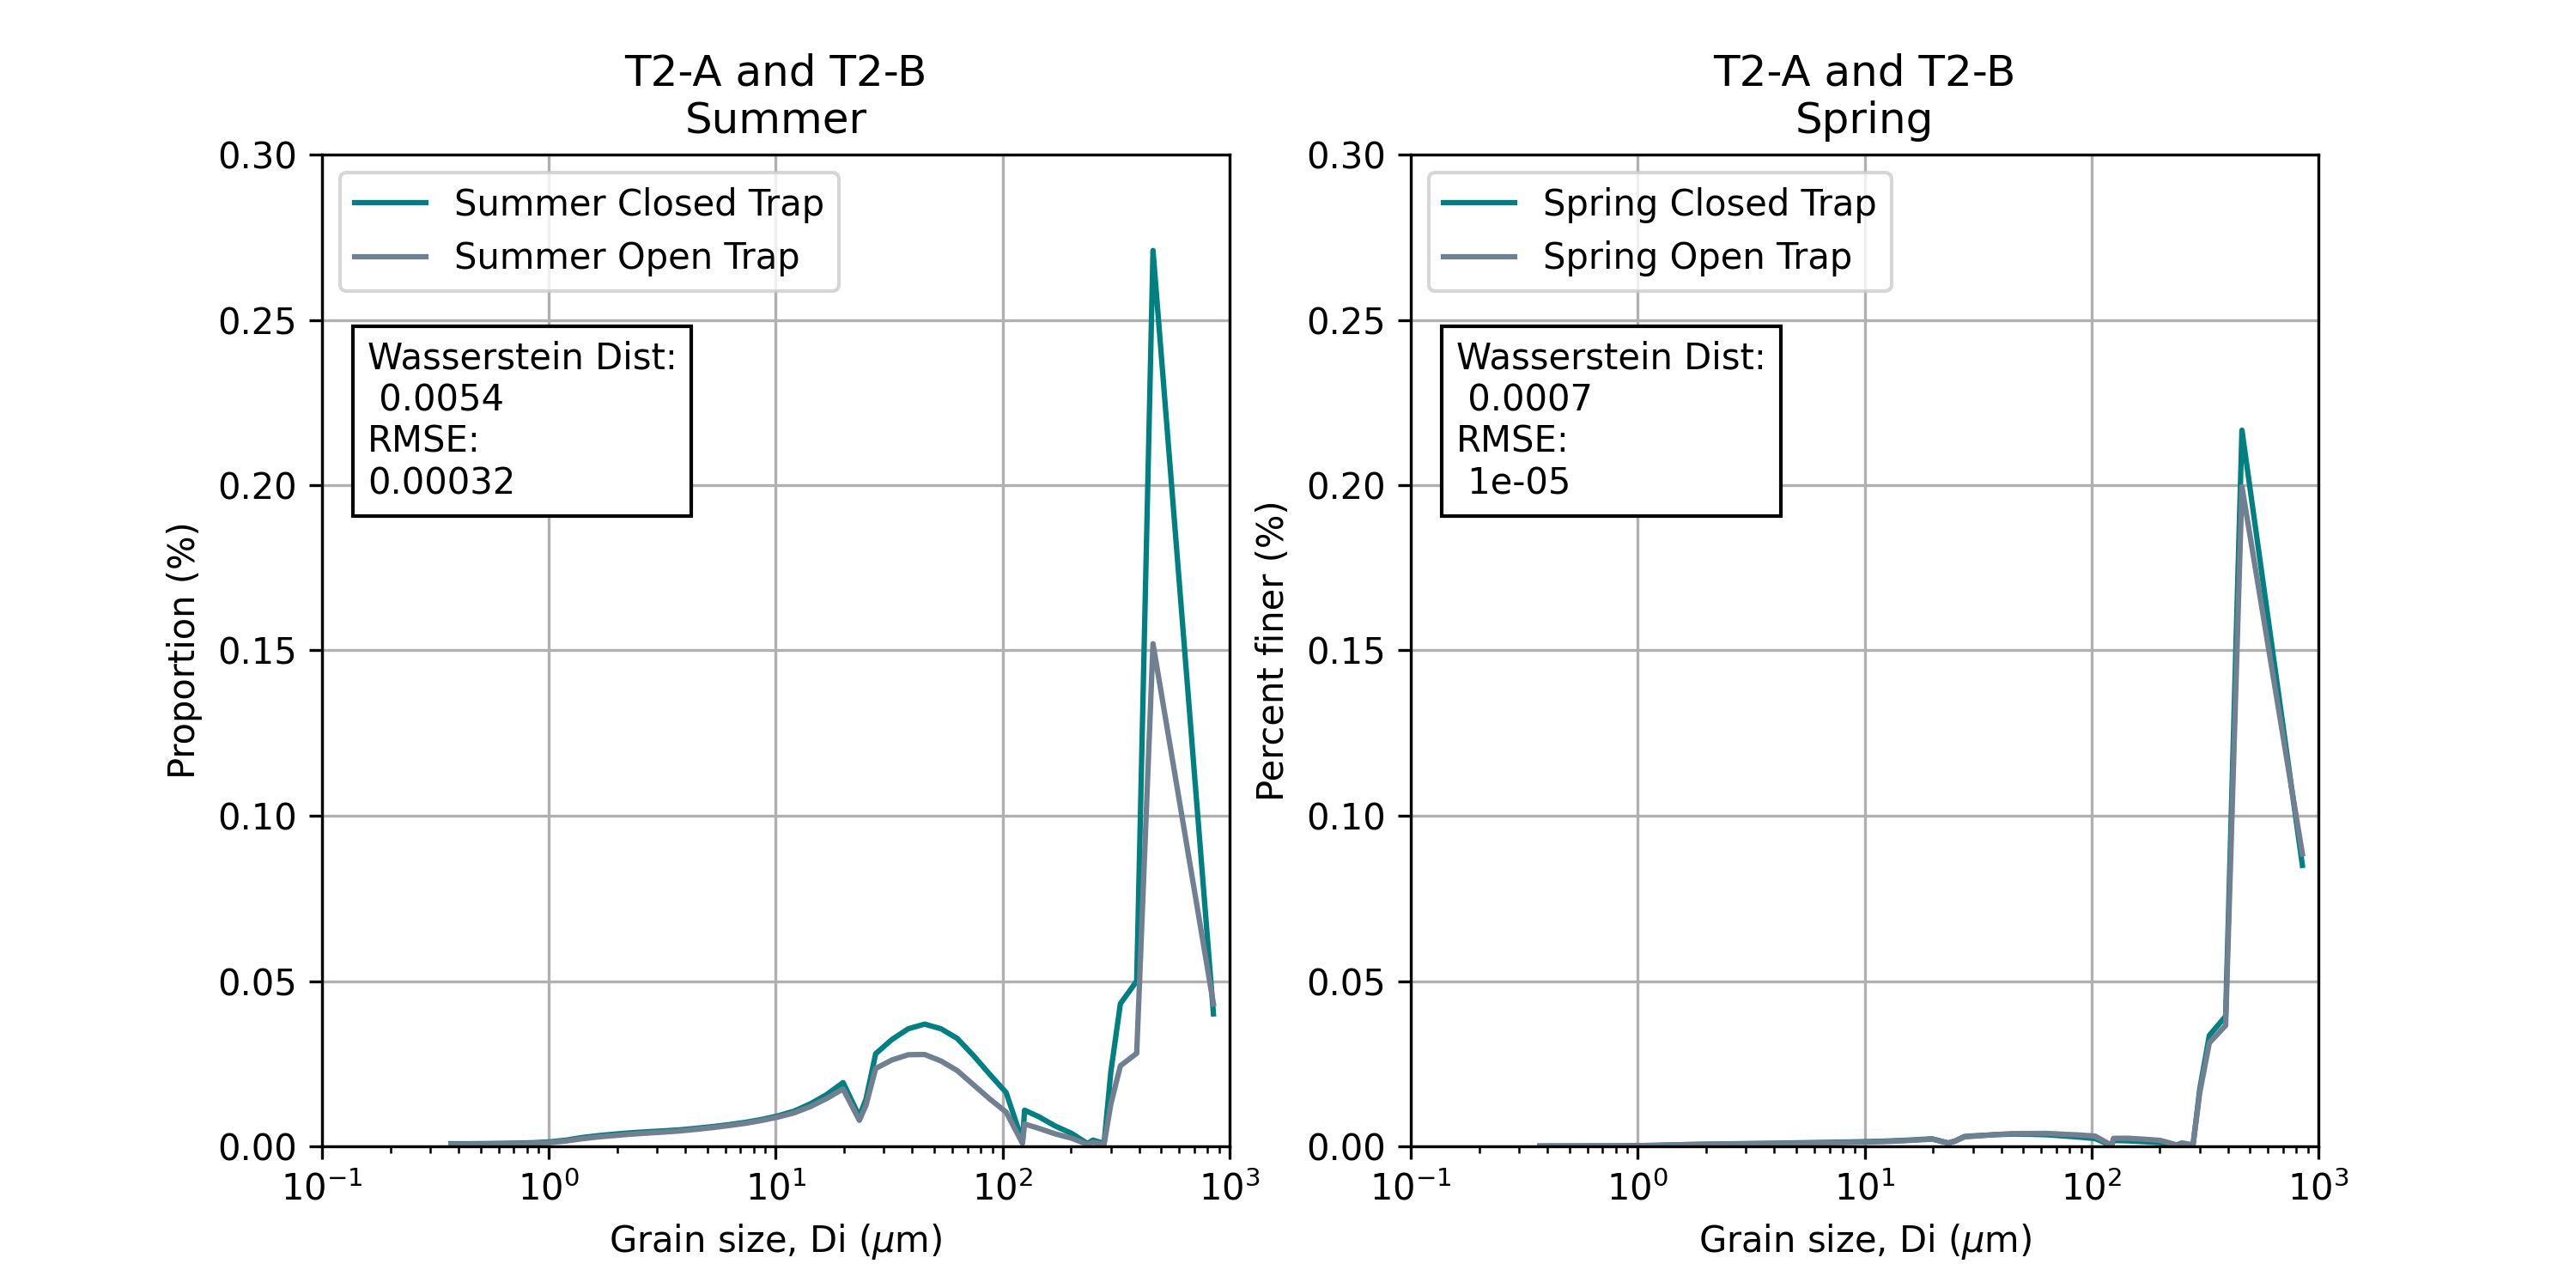 T2-A and T2-B
Summer
0.30
0.25
0.20
0.15
0.10
0.05
0.00
Proportion (%)
Summer Closed Trap
Summer Open Trap
Wasserstein Dist:
0.0054
RMSE:
0.00032
10⁻¹ 10⁰ 10¹ 10² 10³
Grain size, Di (μm)
T2-A and T2-B
Spring
0.30
0.25
0.20
0.15
0.10
0.05
0.00
Percent finer (%)
Spring Closed Trap
Spring Open Trap
Wasserstein Dist:
0.0007
RMSE:
1e-05
10⁻¹ 10⁰ 10¹ 10² 10³
Grain size, Di (μm)